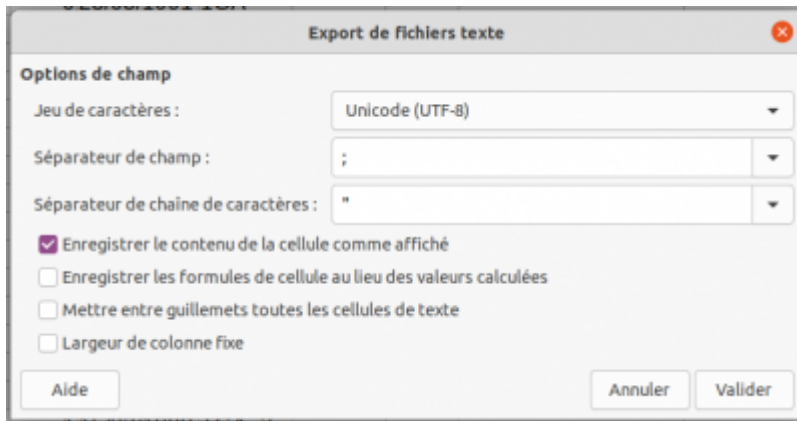 Export de fichiers texte
Options de champ
Jeu de caractères : Unicode (UTF-8)
Séparateur de champ : ;
Séparateur de chaîne de caractères : "
Enregistrer le contenu de la cellule comme affiché
Enregistrer les formules de cellule au lieu des valeurs calculées
Mettre entre guillemets toutes les cellules de texte
Largeur de colonne fixe
Aide Annuler Valider